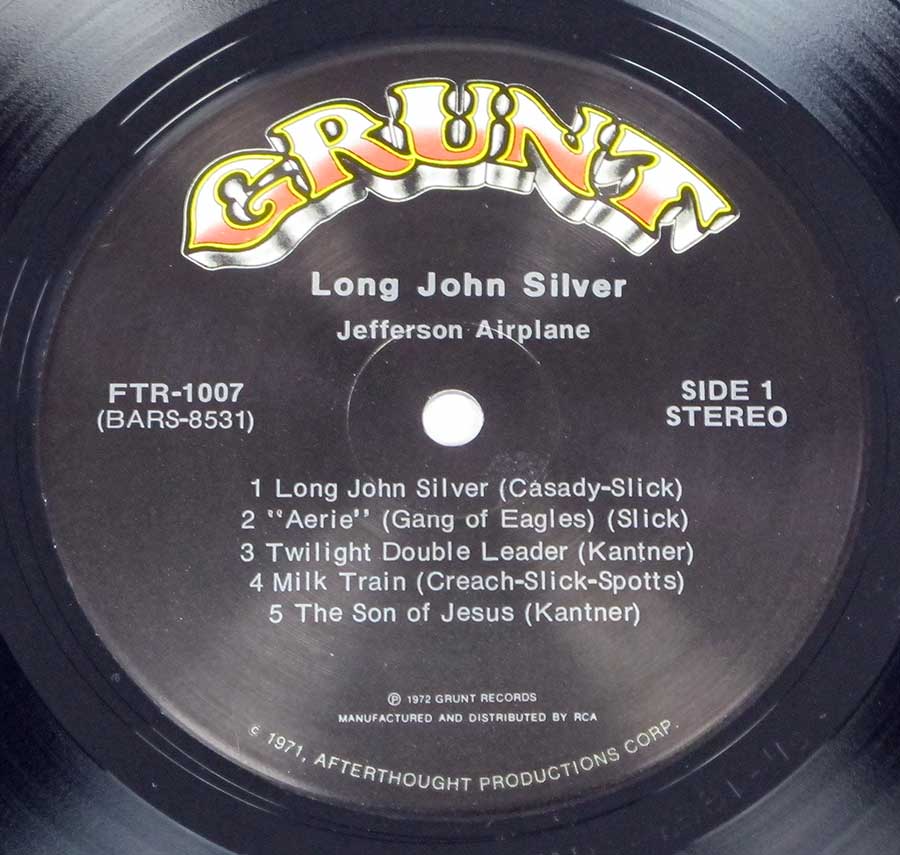 GRUNT
Long John Silver
Jefferson Airplane
FTR-1007
(BARS-8531)
SIDE 1
STEREO
1 Long John Silver (Casady-Slick)
2 "Aerie" (Gang of Eagles) (Slick)
3 Twilight Double Leader (Kantner)
4 Milk Train (Creach-Slick-Spotts)
5 The Son of Jesus (Kantner)
℗ 1972 GRUNT RECORDS
MANUFACTURED AND DISTRIBUTED BY RCA
c 1971, AFTERTHOUGHT PRODUCTIONS CORP.